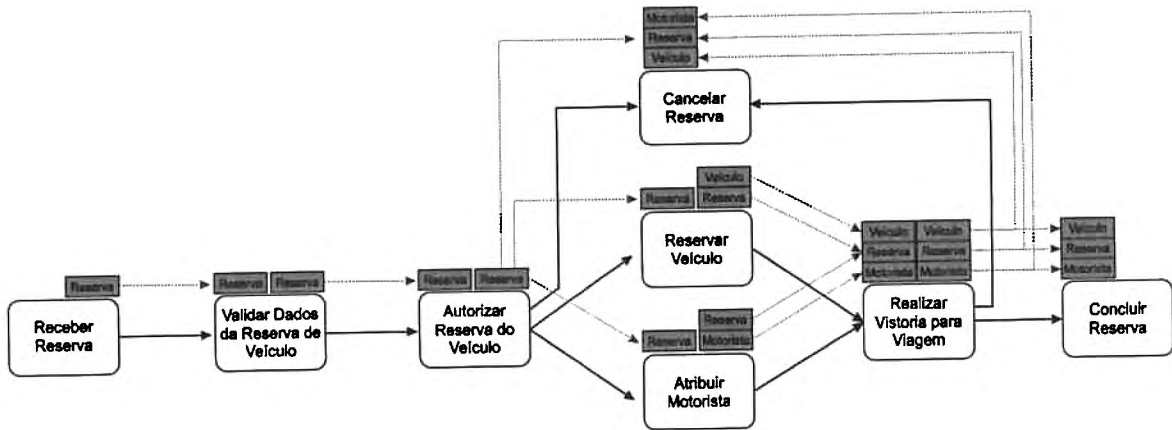 Motorista
Reserva
Veículo
Cancelar
Reserva
Veículo
Reserva Reserva
Reservar
Veículo
Veículo Veículo
Reserva Reserva
Motorista Motorista
Realizar
Vistoria para
Viagem
Veículo
Reserva
Motorista
Concluir
Reserva
Reserva
Receber
Reserva
Reserva Reserva
Validar Dados
da Reserva de
Veículo
Reserva Reserva
Autorizar
Reserva do
Veículo
Reserva
Reserva Motorista
Atribuir
Motorista